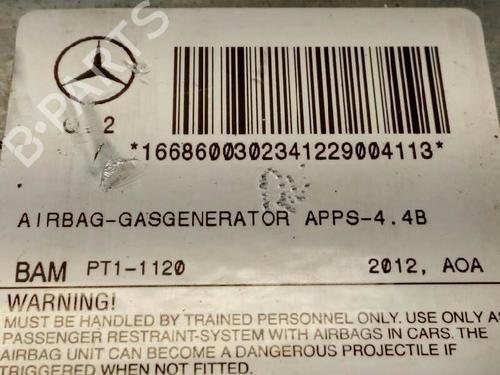 B-PARTS
*1668600302341229004113*
AIRBAG-GASGENERATOR APPS-4.4B
BAM PT1-1120 2012, AOA
WARNING!
MUST BE HANDLED BY TRAINED PERSONNEL ONLY. USE ONLY AS
PASSENGER RESTRAINT-SYSTEM WITH AIRBAGS IN CARS. THE
AIRBAG UNIT CAN BECOME A DANGEROUS PROJECTILE IF
TRIGGERED WHEN NOT FITTED.